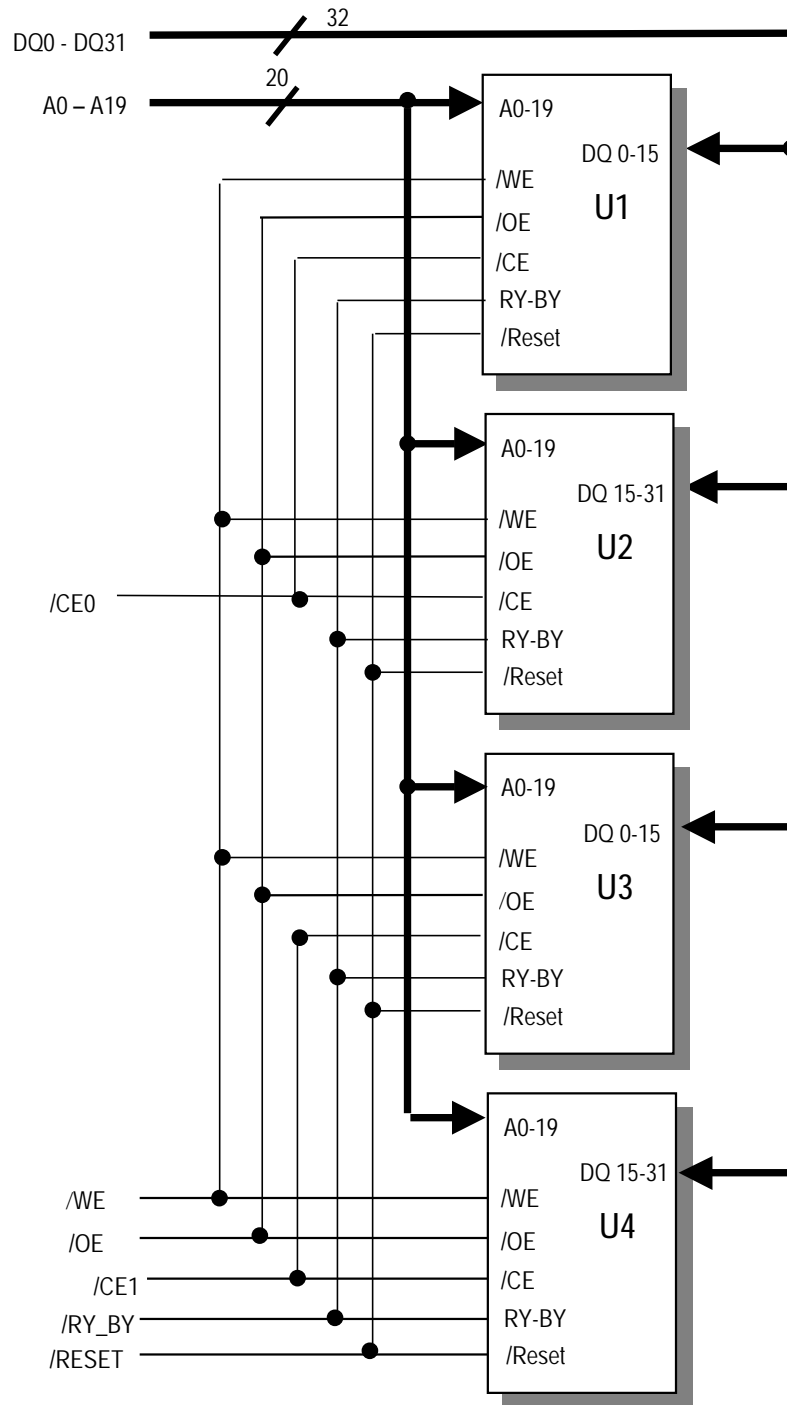 32
DQ0 - DQ31
20
A0 – A19
A0-19
DQ 0-15
/WE
U1
/OE
/CE
RY-BY
/Reset
A0-19
DQ 15-31
/WE
U2
/OE
/CE0
/CE
RY-BY
/Reset
A0-19
DQ 0-15
/WE
U3
/OE
/CE
RY-BY
/Reset
A0-19
DQ 15-31
/WE
/WE
U4
/OE
/OE
/CE1
/CE
/RY_BY
RY-BY
/RESET
/Reset